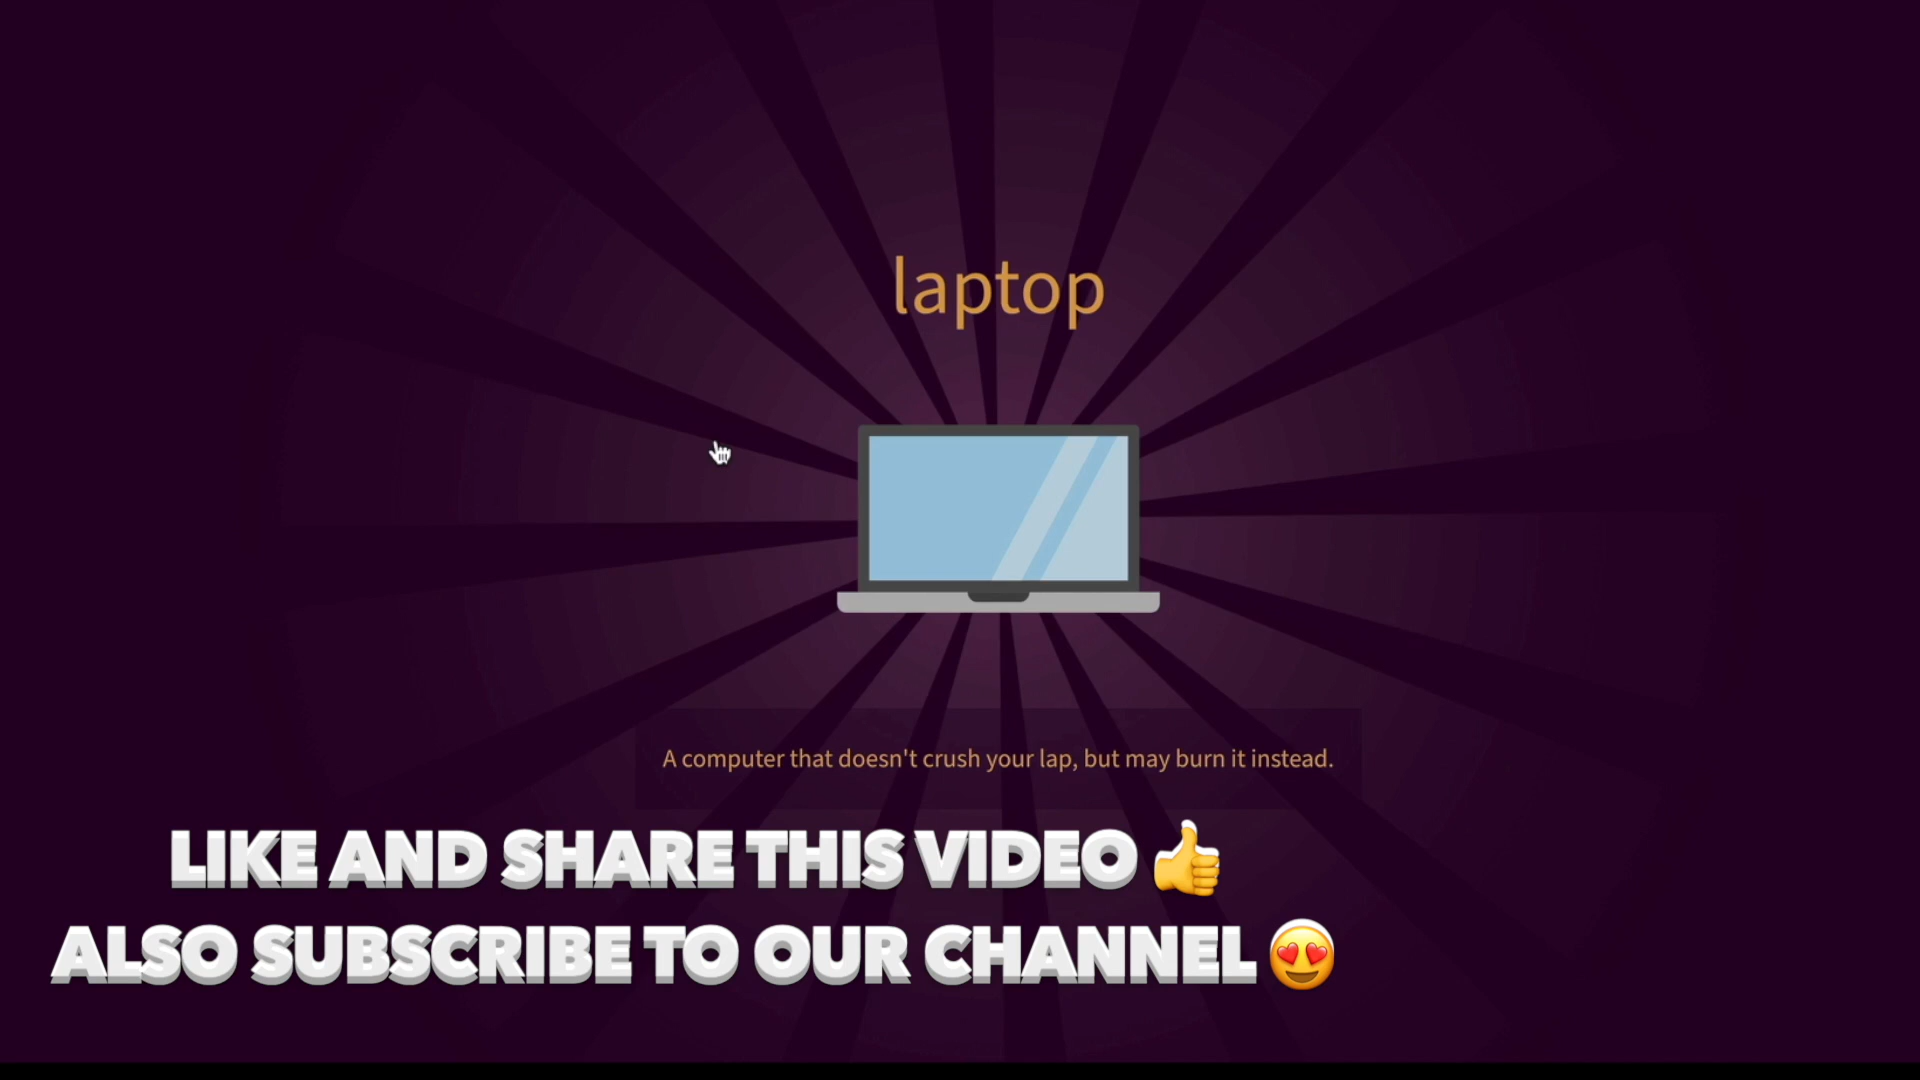 laptop
A computer that doesn't crush your lap, but may burn it instead.
LIKE AND SHARE THIS VIDEO 👍
ALSO SUBSCRIBE TO OUR CHANNEL 😍